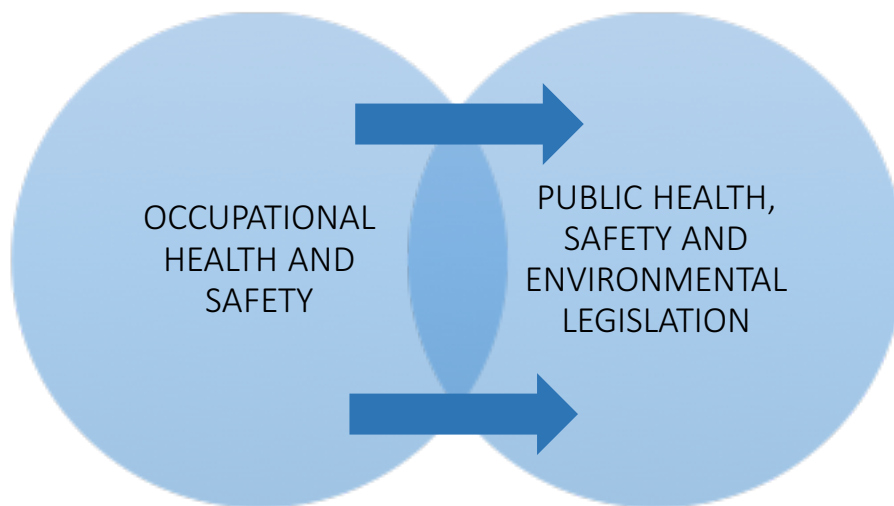 OCCUPATIONAL
HEALTH AND
SAFETY
PUBLIC HEALTH,
SAFETY AND
ENVIRONMENTAL
LEGISLATION